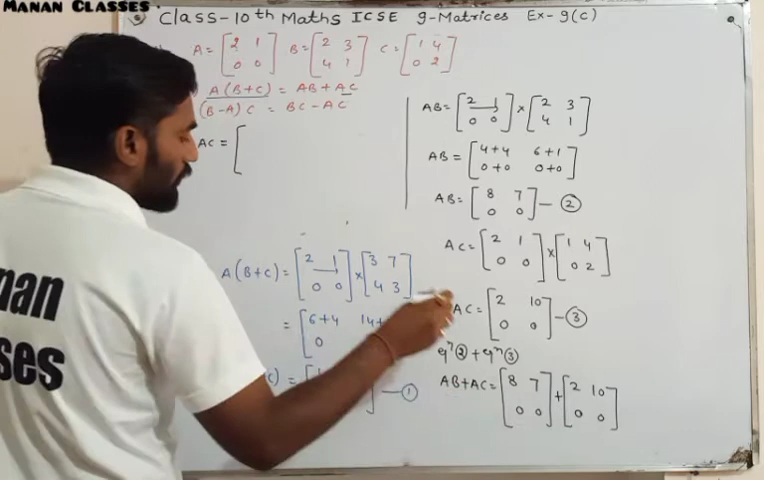 MANAN CLASSES
Class-10th Maths ICSE 9-Matrices Ex-9(c)
A = [2 1 B = [2 3 C = [1 4
0 0] 4 1] 0 2]
A(B+C) = AB+AC
(B-A)C = BC-AC
AC = [
A(B+C) = [2 1 × [3 7
0 0] 4 3]
= [6+4 14+
0
c) = [
] —①
AB = [2 1 × [2 3
0 0] 4 1]
AB = [4+4 6+1
0+0 0+0]
AB = [8 7
0 0] —②
AC = [2 1 × [1 4
0 0] 0 2]
AC = [2 10
0 0] —③
eqⁿ② + eqⁿ③
AB+AC = [8 7 + [2 10
0 0] 0 0]
nan
ses